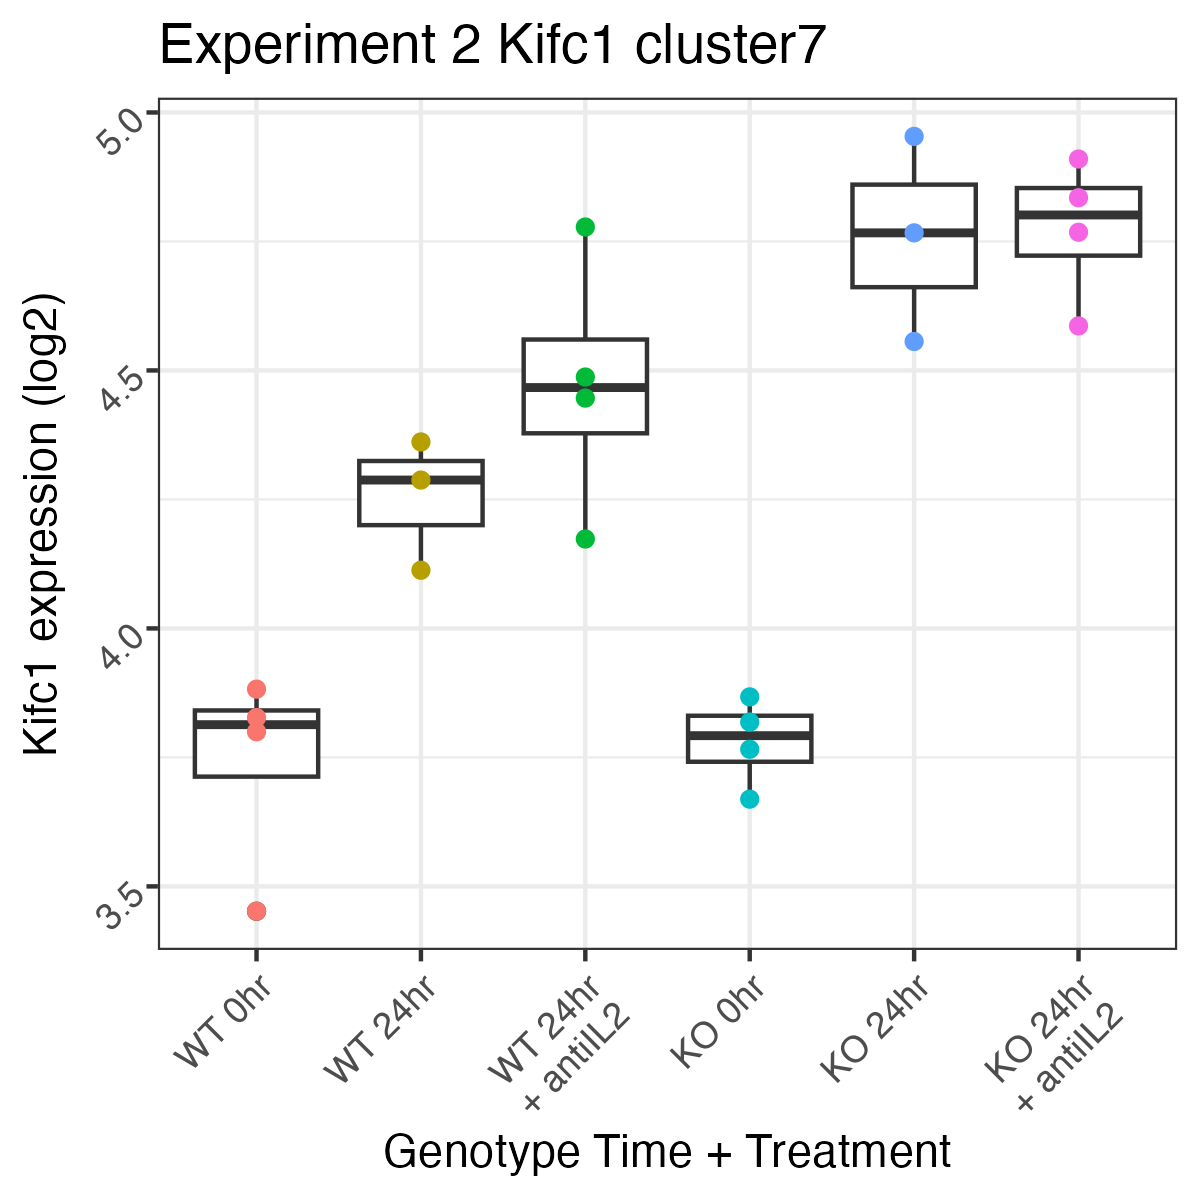 Experiment 2 Kifc1 cluster7
Kifc1 expression (log2)
5.0
4.5
4.0
3.5
WT 0hr
WT 24hr
WT 24hr
+ antiIL2
KO 0hr
KO 24hr
KO 24hr
+ antiIL2
Genotype Time + Treatment